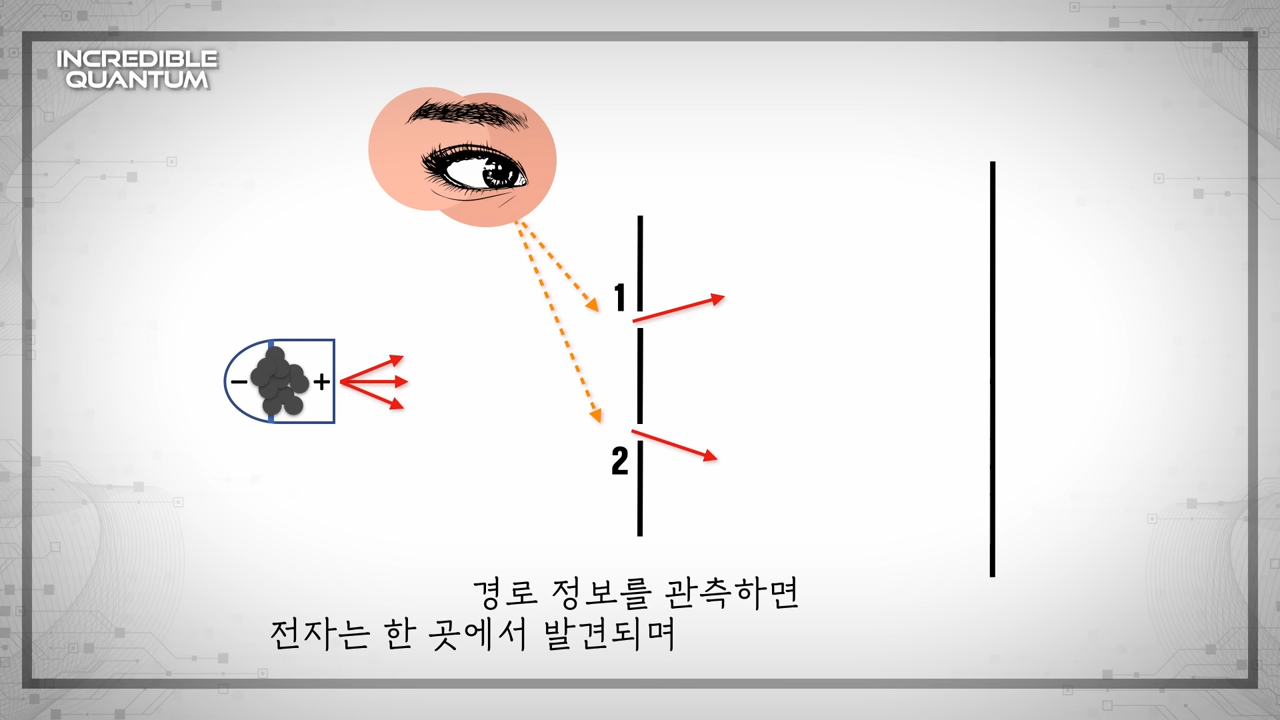 INCREDIBLE
QUANTUM
1
− +
2
경로 정보를 관측하면
전자는 한 곳에서 발견되며